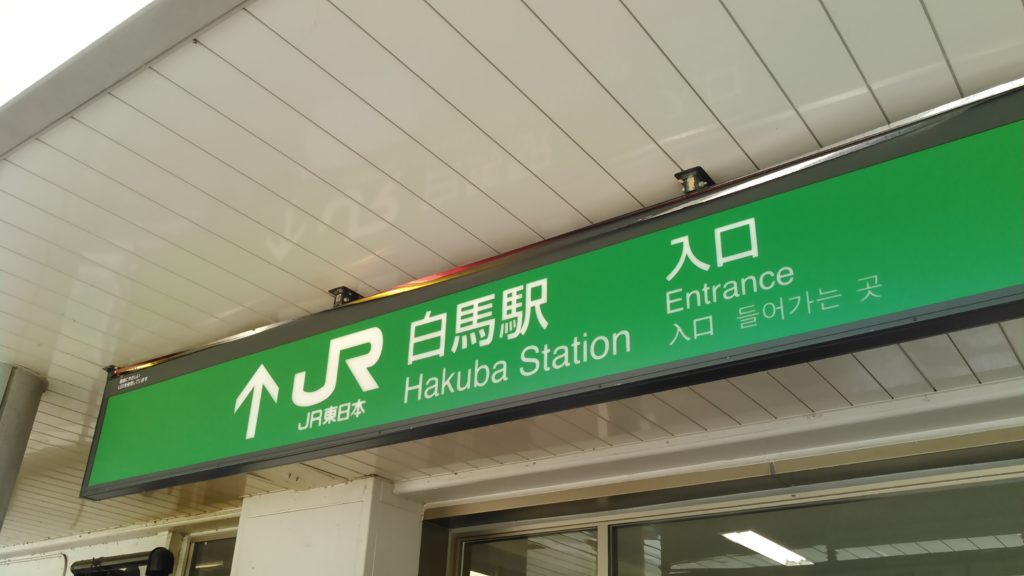 ↑ JR
JR東日本
白馬駅
Hakuba Station
入口
Entrance
入口 들어가는 곳